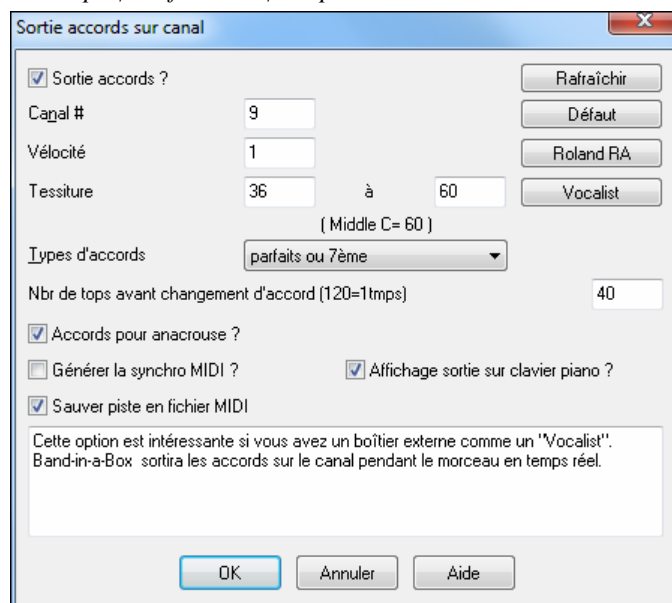 Sortie accords sur canal
Sortie accords ?
Rafraîchir
Canal #
9
Défaut
Vélocité
1
Roland RA
Tessiture
36
à
60
Vocalist
( Middle C= 60 )
Types d'accords
parfaits ou 7ème
Nbr de tops avant changement d'accord (120=1tmps)
40
Accords pour anacrouse ?
Générer la synchro MIDI ?
Affichage sortie sur clavier piano ?
Sauver piste en fichier MIDI
Cette option est intéressante si vous avez un boîtier externe comme un "Vocalist".
Band-in-a-Box sortira les accords sur le canal pendant le morceau en temps réel.
OK
Annuler
Aide